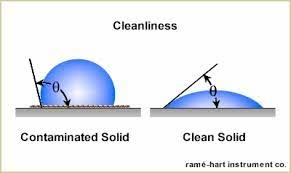 Cleanliness
θ
θ
Contaminated Solid
Clean Solid
ramé-hart instrument co.